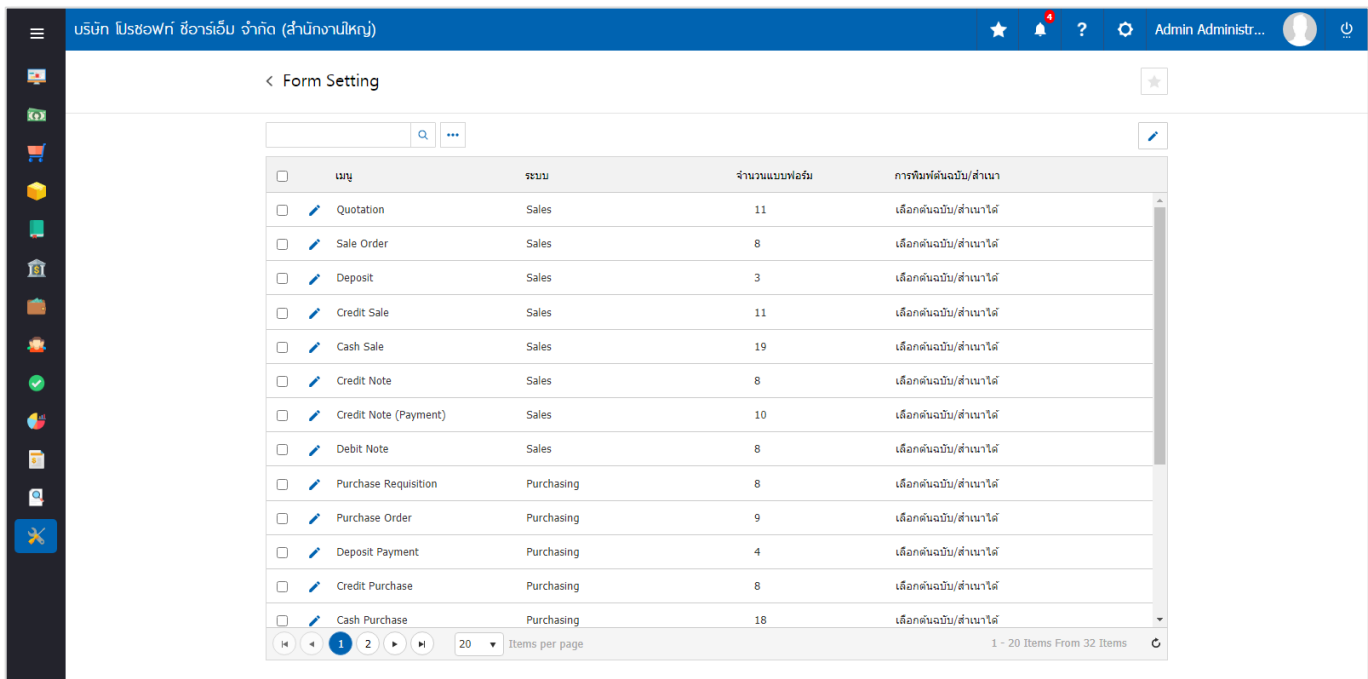 บริษัท โปรซอฟท์ ซีอาร์เอ็ม จำกัด (สำนักงานใหญ่) 4 ? Admin Administr...
< Form Setting
เมนู ระบบ จำนวนแบบฟอร์ม การพิมพ์ต้นฉบับ/สำเนา
Quotation Sales 11 เลือกต้นฉบับ/สำเนาได้
Sale Order Sales 8 เลือกต้นฉบับ/สำเนาได้
Deposit Sales 3 เลือกต้นฉบับ/สำเนาได้
Credit Sale Sales 11 เลือกต้นฉบับ/สำเนาได้
Cash Sale Sales 19 เลือกต้นฉบับ/สำเนาได้
Credit Note Sales 8 เลือกต้นฉบับ/สำเนาได้
Credit Note (Payment) Sales 10 เลือกต้นฉบับ/สำเนาได้
Debit Note Sales 8 เลือกต้นฉบับ/สำเนาได้
Purchase Requisition Purchasing 8 เลือกต้นฉบับ/สำเนาได้
Purchase Order Purchasing 9 เลือกต้นฉบับ/สำเนาได้
Deposit Payment Purchasing 4 เลือกต้นฉบับ/สำเนาได้
Credit Purchase Purchasing 8 เลือกต้นฉบับ/สำเนาได้
Cash Purchase Purchasing 18 เลือกต้นฉบับ/สำเนาได้
1 2 20 Items per page 1 - 20 Items From 32 Items